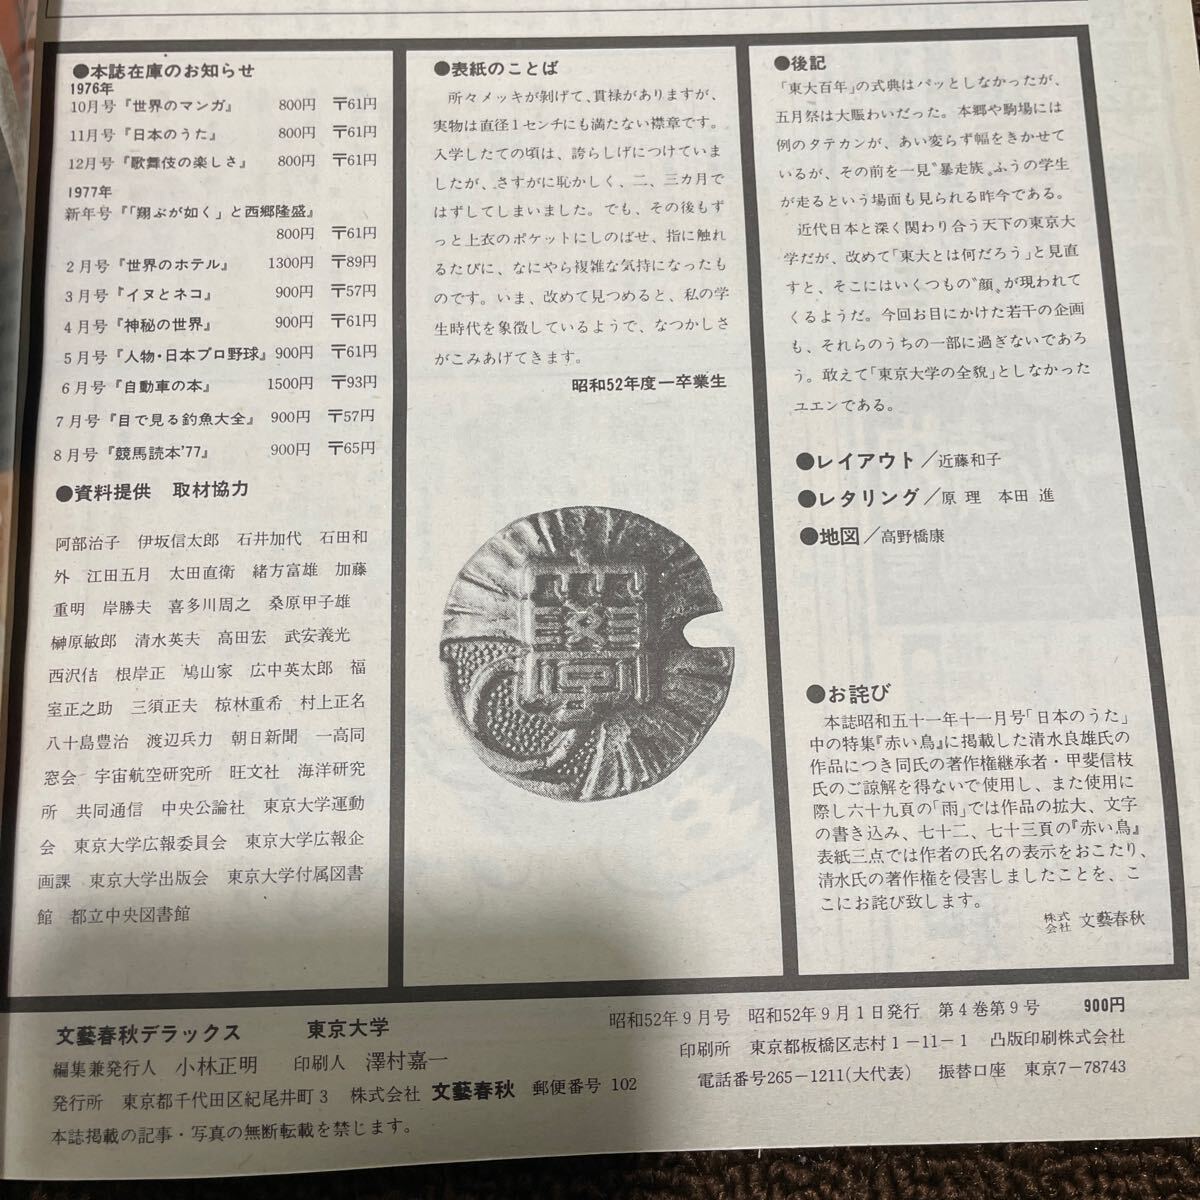 ●本誌在庫のお知らせ
1976年
10月号『世界のマンガ』 800円 〒61円
11月号『日本のうた』 800円 〒61円
12月号『歌舞伎の楽しさ』 800円 〒61円
1977年
新年号『「翔ぶが如く」と西郷隆盛』
800円 〒61円
2月号『世界のホテル』 1300円 〒89円
3月号『イヌとネコ』 900円 〒57円
4月号『神秘の世界』 900円 〒61円
5月号『人物・日本プロ野球』900円 〒61円
6月号『自動車の本』 1500円 〒93円
7月号『目で見る釣魚大全』 900円 〒57円
8月号『競馬読本'77』 900円 〒65円
●資料提供 取材協力
阿部治子 伊坂信太郎 石井加代 石田和
外 江田五月 太田直衛 緒方富雄 加藤
重明 岸勝夫 喜多川周之 桑原甲子雄
榊原敏郎 清水英夫 高田宏 武安義光
西沢佶 根岸正 鳩山家 広中英太郎 福
室正之助 三須正夫 椋林重希 村上正名
八十島豊治 渡辺兵力 朝日新聞 一高同
窓会 宇宙航空研究所 旺文社 海洋研究
所 共同通信 中央公論社 東京大学運動
会 東京大学広報委員会 東京大学広報企
画課 東京大学出版会 東京大学付属図書
館 都立中央図書館
●表紙のことば
所々メッキが剥げて、貫禄がありますが、
実物は直径1センチにも満たない襟章です。
入学したての頃は、誇らしげにつけていま
したが、さすがに恥かしく、二、三カ月で
はずしてしまいました。でも、その後もず
っと上衣のポケットにしのばせ、指に触れ
るたびに、なにやら複雑な気持になったも
のです。いま、改めて見つめると、私の学
生時代を象徴しているようで、なつかしさ
がこみあげてきます。
昭和52年度一卒業生
●後記
「東大百年」の式典はパッとしなかったが、
五月祭は大賑わいだった。本郷や駒場には
例のタテカンが、あい変らず幅をきかせて
いるが、その前を一見〝暴走族〟ふうの学生
が走るという場面も見られる昨今である。
近代日本と深く関わり合う天下の東京大
学だが、改めて「東大とは何だろう」と見直
すと、そこにはいくつもの〝顔〟が現われて
くるようだ。今回お目にかけた若干の企画
も、それらのうちの一部に過ぎないであろ
う。敢えて「東京大学の全貌」としなかった
ユエンである。
●レイアウト／近藤和子
●レタリング／原 理 本田 進
●地図／高野橋康
●お詫び
本誌昭和五十一年十一月号「日本のうた」
中の特集『赤い鳥』に掲載した清水良雄氏の
作品につき同氏の著作権継承者・甲斐信枝
氏のご諒解を得ないで使用し、また使用に
際し六十九頁の「雨」では作品の拡大、文字
の書き込み、七十二、七十三頁の『赤い鳥』
表紙三点では作者の氏名の表示をおこたり、
清水氏の著作権を侵害しましたことを、こ
こにお詫び致します。
株式会社 文藝春秋
文藝春秋デラックス 東京大学
編集兼発行人 小林正明 印刷人 澤村嘉一
発行所 東京都千代田区紀尾井町3 株式会社 文藝春秋 郵便番号 102
本誌掲載の記事・写真の無断転載を禁じます。
昭和52年9月号 昭和52年9月1日発行 第4巻第9号 900円
印刷所 東京都板橋区志村1-11-1 凸版印刷株式会社
電話番号265-1211(大代表) 振替口座 東京7-78743